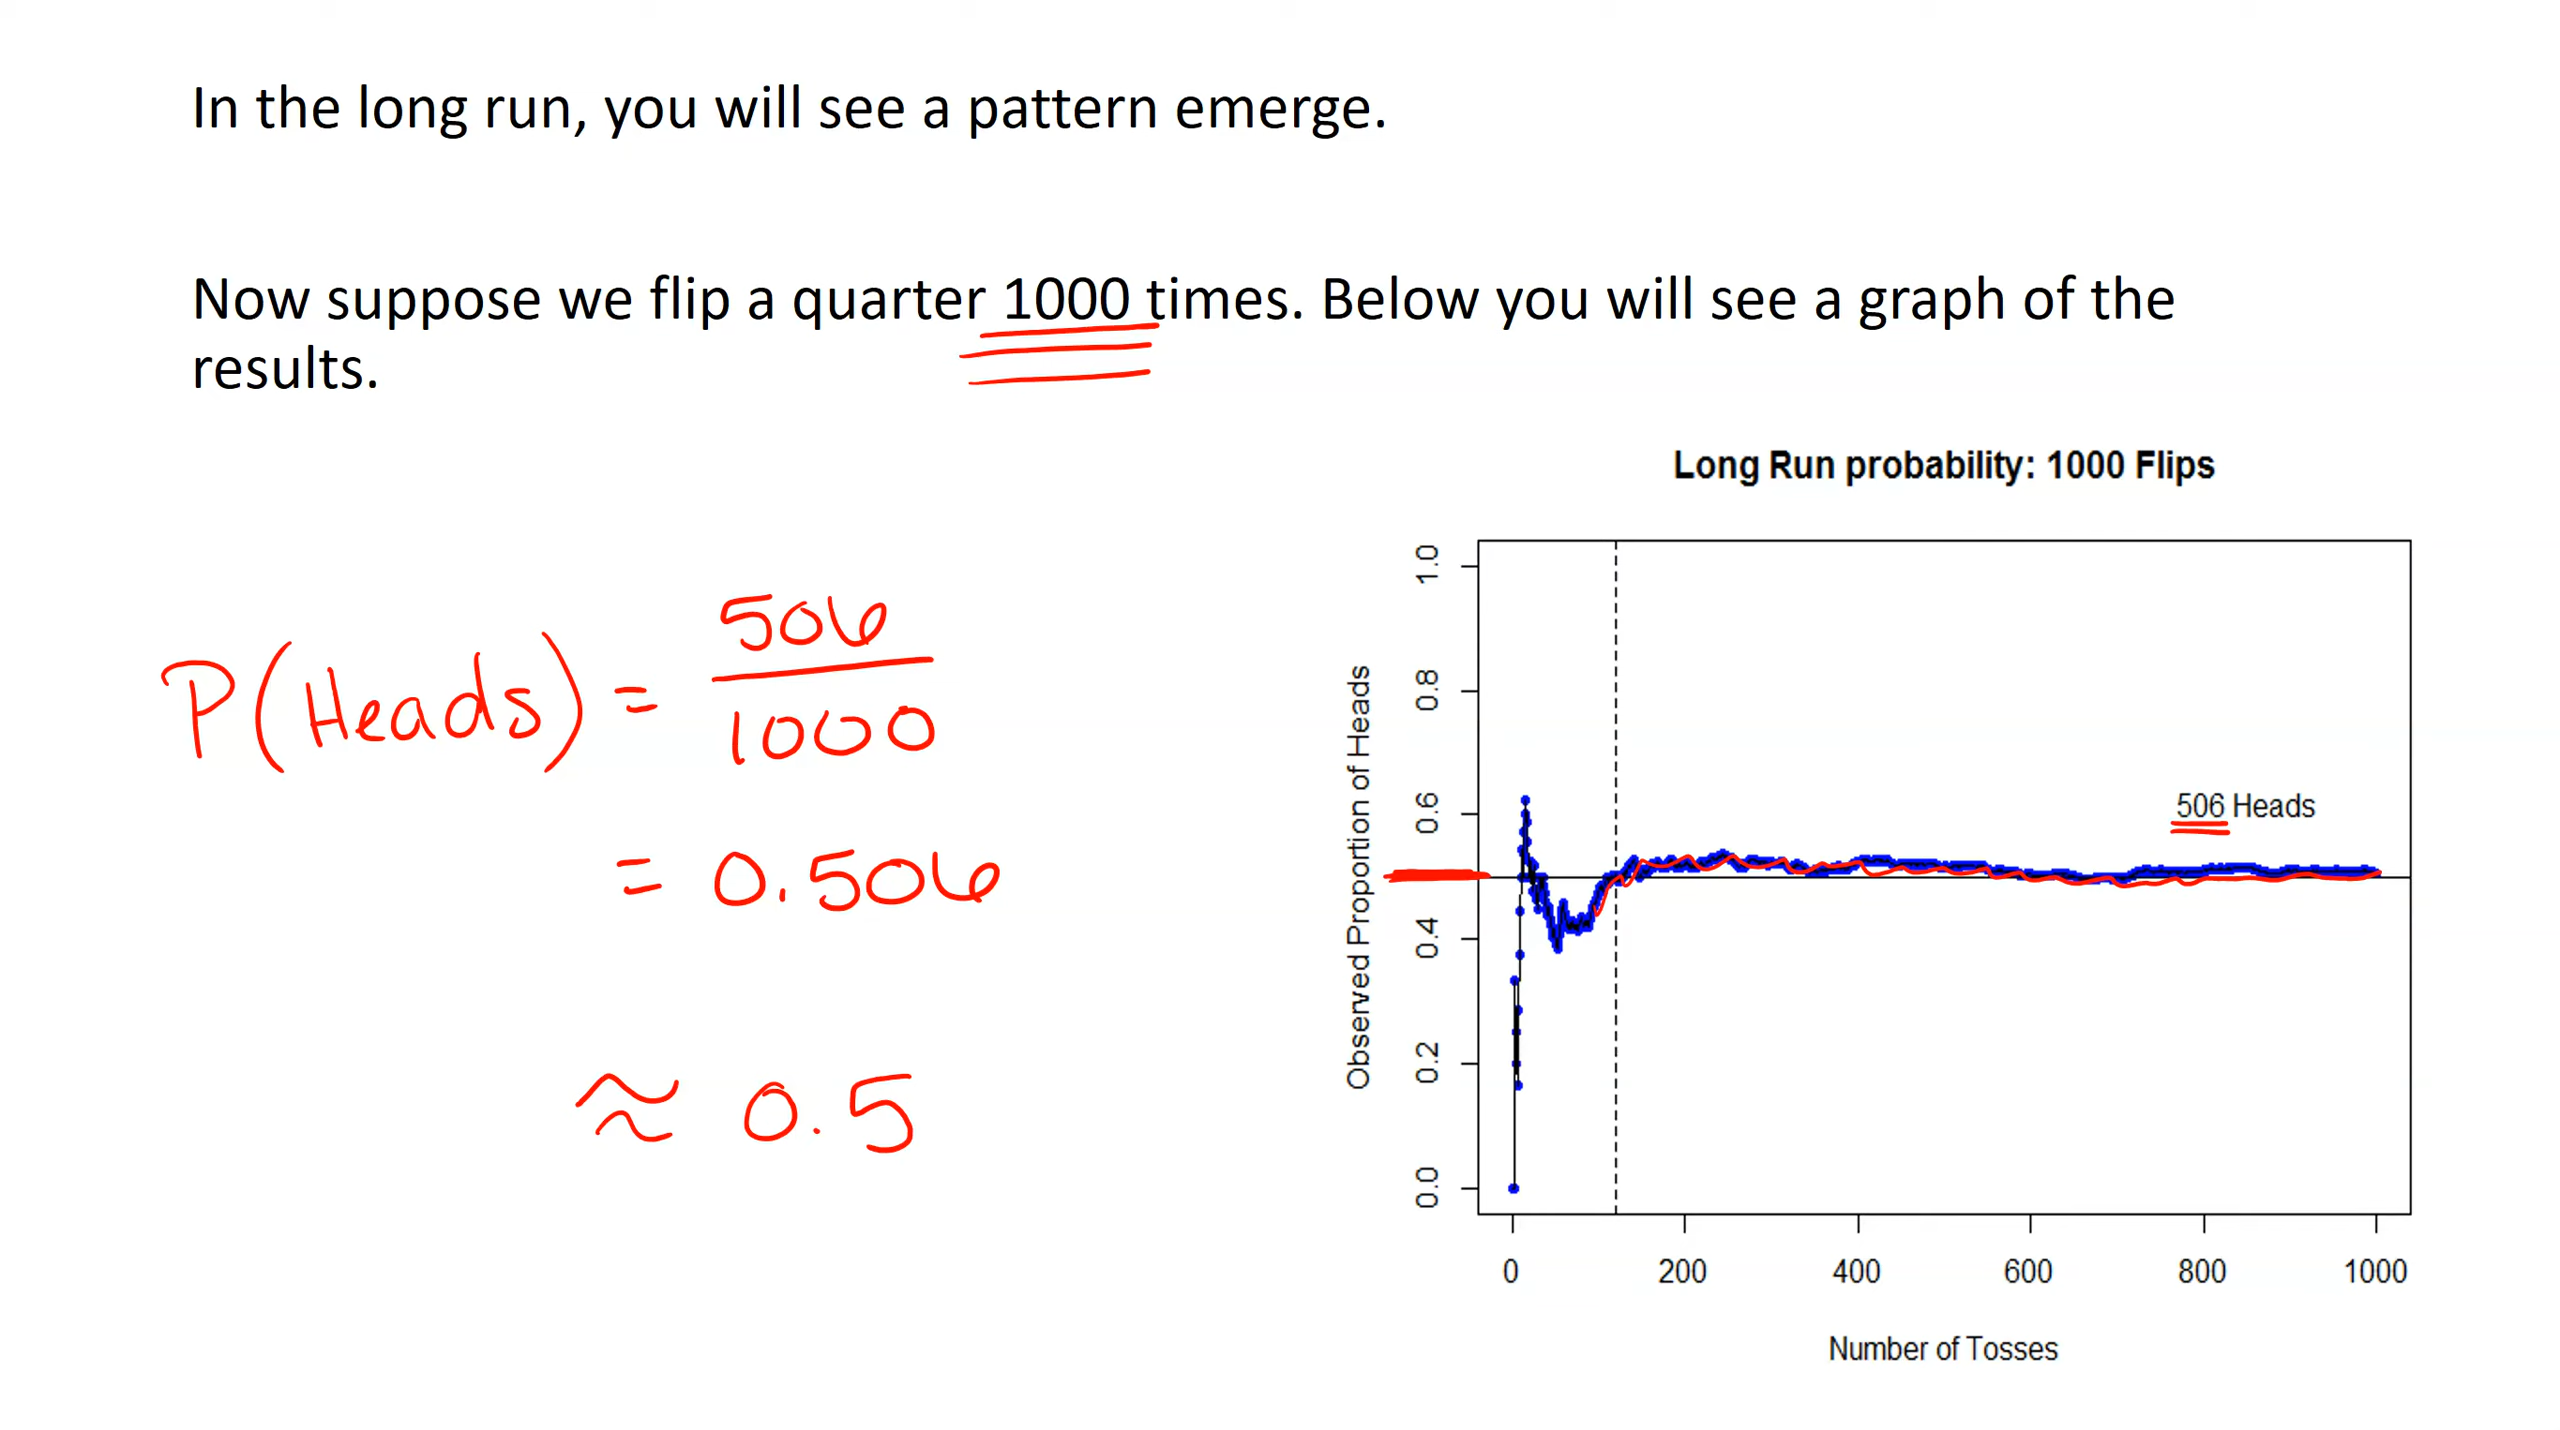 In the long run, you will see a pattern emerge.
Now suppose we flip a quarter 1000 times. Below you will see a graph of the
results.
P(Heads) = 506
1000
= 0.506
≈ 0.5
Long Run probability: 1000 Flips
Observed Proportion of Heads
1.0
0.8
0.6
0.4
0.2
0.0
506 Heads
0 200 400 600 800 1000
Number of Tosses